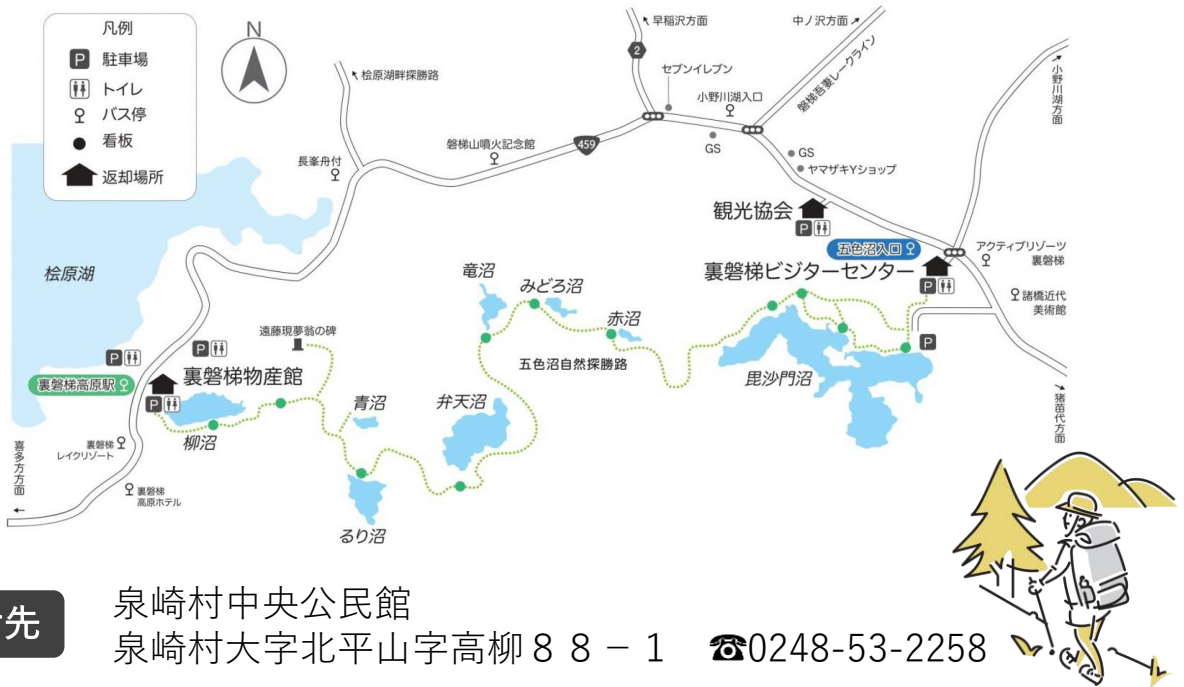 凡例
P 駐車場
トイレ
バス停
看板
返却場所
N
早稲沢方面
中ノ沢方面
2
セブンイレブン
磐梯吾妻レークライン
小野川湖方面
桧原湖畔探勝路
小野川湖入口
459
磐梯山噴火記念館
GS
GS
ヤマザキYショップ
長峯舟付
観光協会
P
五色沼入口
アクティブリゾーツ
裏磐梯
桧原湖
竜沼
みどろ沼
裏磐梯ビジターセンター
P
諸橋近代
美術館
赤沼
遠藤現夢翁の碑
P
P
五色沼自然探勝路
P
毘沙門沼
裏磐梯高原駅
裏磐梯物産館
P
青沼
弁天沼
猪苗代方面
柳沼
喜多方方面
裏磐梯
レイクリゾート
裏磐梯
高原ホテル
るり沼
先
泉崎村中央公民館
泉崎村大字北平山字高柳８８－１ ☎0248-53-2258